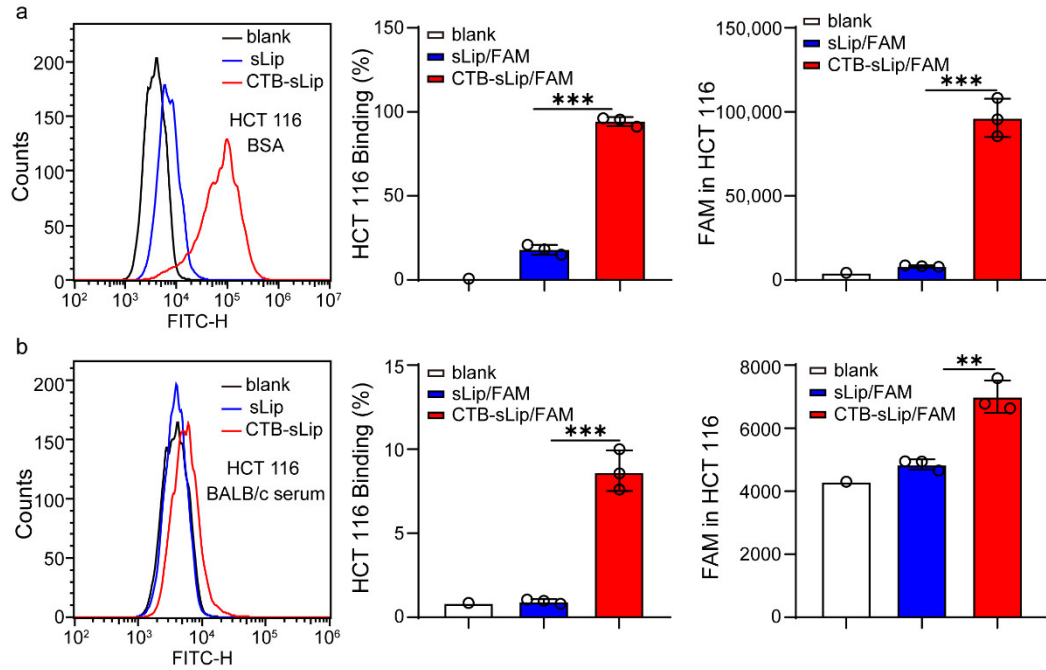 a
200
150
100
50
0
Counts
blank
sLip
CTB-sLip
HCT 116
BSA
10² 10³ 10⁴ 10⁵ 10⁶ 10⁷
FITC-H
150
100
50
0
HCT 116 Binding (%)
blank
sLip/FAM
CTB-sLip/FAM
***
150,000
100,000
50,000
0
FAM in HCT 116
blank
sLip/FAM
CTB-sLip/FAM
***
b
200
150
100
50
0
Counts
blank
sLip
CTB-sLip
HCT 116
BALB/c serum
10² 10³ 10⁴ 10⁵ 10⁶
FITC-H
15
10
5
0
HCT 116 Binding (%)
blank
sLip/FAM
CTB-sLip/FAM
***
8000
6000
4000
2000
0
FAM in HCT 116
blank
sLip/FAM
CTB-sLip/FAM
**